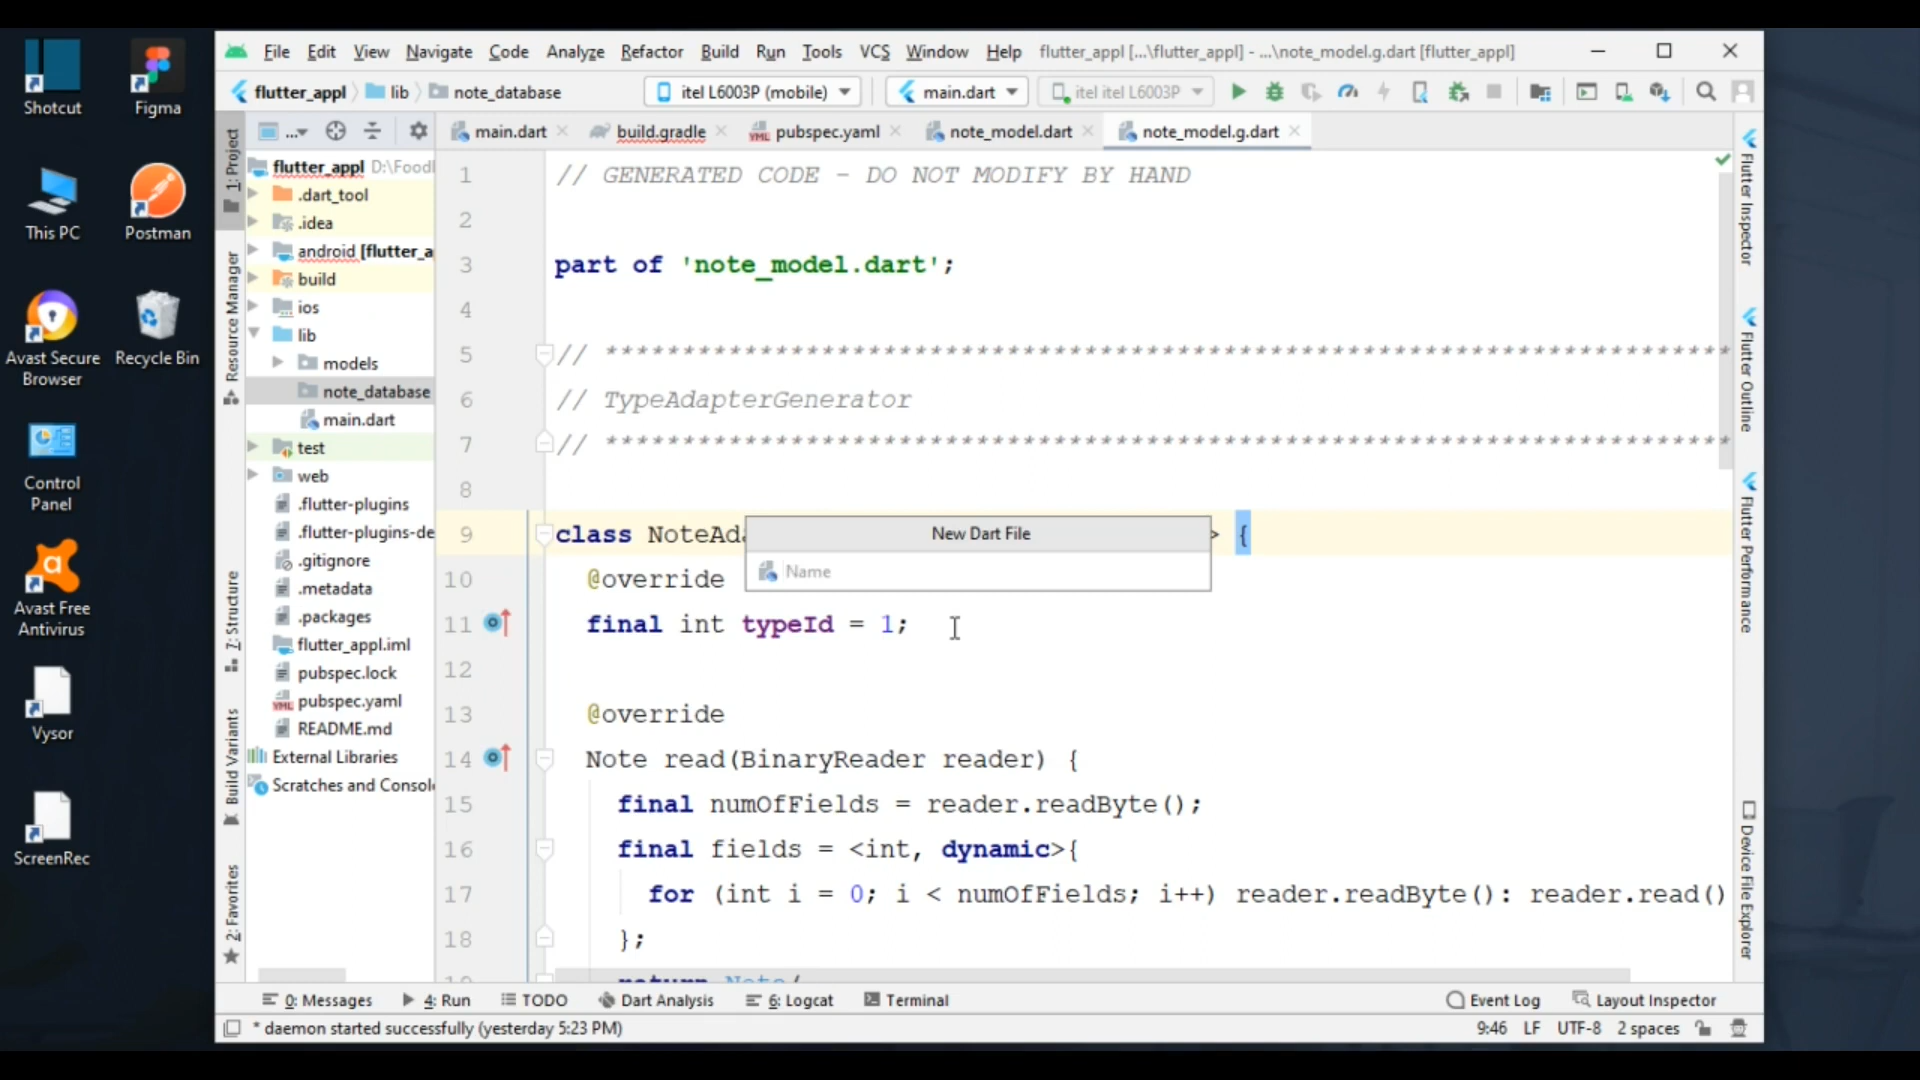 Shotcut
Figma
This PC
Postman
Avast Secure Browser
Recycle Bin
Control Panel
Avast Free Antivirus
Vysor
ScreenRec
File Edit View Navigate Code Analyze Refactor Build Run Tools VCS Window Help flutter_appl [...\flutter_appl] - ...\note_model.g.dart [flutter_appl]
flutter_appl lib note_database itel L6003P (mobile) main.dart itel itel L6003P
... main.dart build.gradle pubspec.yaml note_model.dart note_model.g.dart
1: Project
Resource Manager
7: Structure
Build Variants
2: Favorites
flutter_appl D:\Foodl
.dart_tool
.idea
android [flutter_a
build
ios
lib
models
note_database
main.dart
test
web
.flutter-plugins
.flutter-plugins-de
.gitignore
.metadata
.packages
flutter_appl.iml
pubspec.lock
pubspec.yaml
README.md
External Libraries
Scratches and Consol
1 // GENERATED CODE - DO NOT MODIFY BY HAND
2
3 part of 'note_model.dart';
4
5 // *************************************************************************
6 // TypeAdapterGenerator
7 // *************************************************************************
8
9 class NoteAda > {
New Dart File
Name
10 @override
11 final int typeId = 1;
12
13 @override
14 Note read(BinaryReader reader) {
15 final numOfFields = reader.readByte();
16 final fields = <int, dynamic>{
17 for (int i = 0; i < numOfFields; i++) reader.readByte(): reader.read()
18 };
Flutter Inspector
Flutter Outline
Flutter Performance
Device File Explorer
0: Messages 4: Run TODO Dart Analysis 6: Logcat Terminal Event Log Layout Inspector
* daemon started successfully (yesterday 5:23 PM) 9:46 LF UTF-8 2 spaces